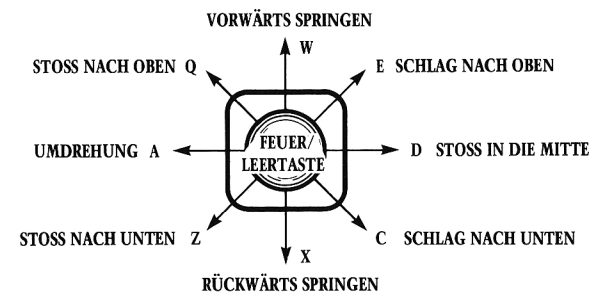 VORWÄRTS SPRINGEN
W
STOSS NACH OBEN Q
E SCHLAG NACH OBEN
FEUER/
LEERTASTE
UMDREHUNG A
D STOSS IN DIE MITTE
STOSS NACH UNTEN Z
C SCHLAG NACH UNTEN
X
RÜCKWÄRTS SPRINGEN